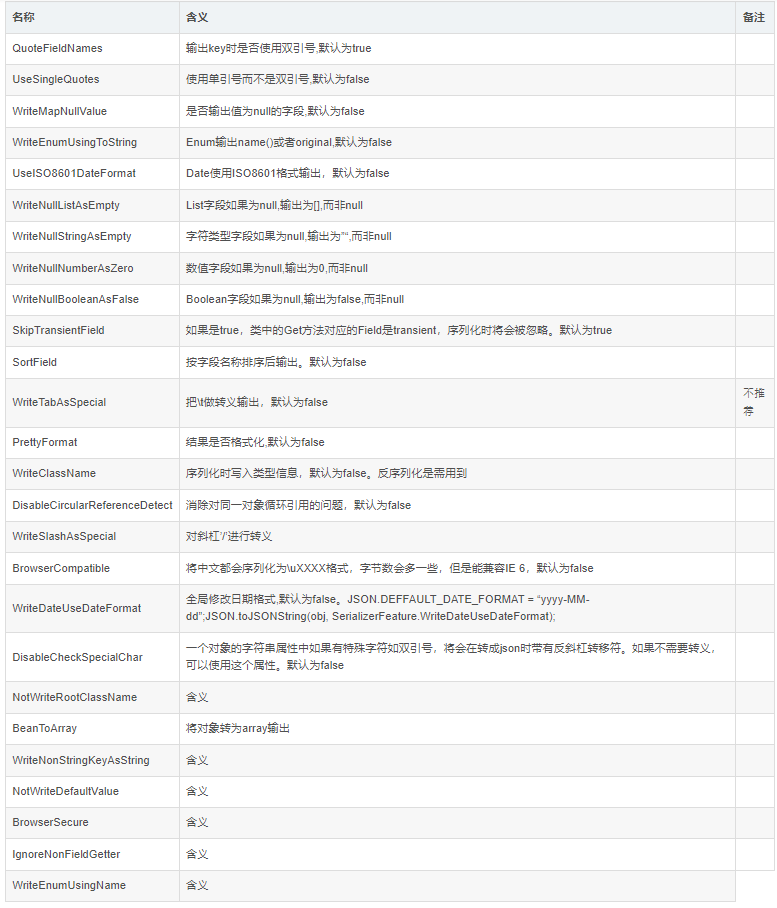 名称 含义 备注
QuoteFieldNames 输出key时是否使用双引号,默认为true
UseSingleQuotes 使用单引号而不是双引号,默认为false
WriteMapNullValue 是否输出值为null的字段,默认为false
WriteEnumUsingToString Enum输出name()或者original,默认为false
UseISO8601DateFormat Date使用ISO8601格式输出，默认为false
WriteNullListAsEmpty List字段如果为null,输出为[],而非null
WriteNullStringAsEmpty 字符类型字段如果为null,输出为”“,而非null
WriteNullNumberAsZero 数值字段如果为null,输出为0,而非null
WriteNullBooleanAsFalse Boolean字段如果为null,输出为false,而非null
SkipTransientField 如果是true，类中的Get方法对应的Field是transient，序列化时将会被忽略。默认为true
SortField 按字段名称排序后输出。默认为false
WriteTabAsSpecial 把\t做转义输出，默认为false 不推
荐
PrettyFormat 结果是否格式化,默认为false
WriteClassName 序列化时写入类型信息，默认为false。反序列化是需用到
DisableCircularReferenceDetect 消除对同一对象循环引用的问题，默认为false
WriteSlashAsSpecial 对斜杠’/’进行转义
BrowserCompatible 将中文都会序列化为\uXXXX格式，字节数会多一些，但是能兼容IE 6，默认为false
WriteDateUseDateFormat 全局修改日期格式,默认为false。JSON.DEFFAULT_DATE_FORMAT = “yyyy-MM-
dd”;JSON.toJSONString(obj, SerializerFeature.WriteDateUseDateFormat);
DisableCheckSpecialChar 一个对象的字符串属性中如果有特殊字符如双引号，将会在转成json时带有反斜杠转移符。如果不需要转义，
可以使用这个属性。默认为false
NotWriteRootClassName 含义
BeanToArray 将对象转为array输出
WriteNonStringKeyAsString 含义
NotWriteDefaultValue 含义
BrowserSecure 含义
IgnoreNonFieldGetter 含义
WriteEnumUsingName 含义